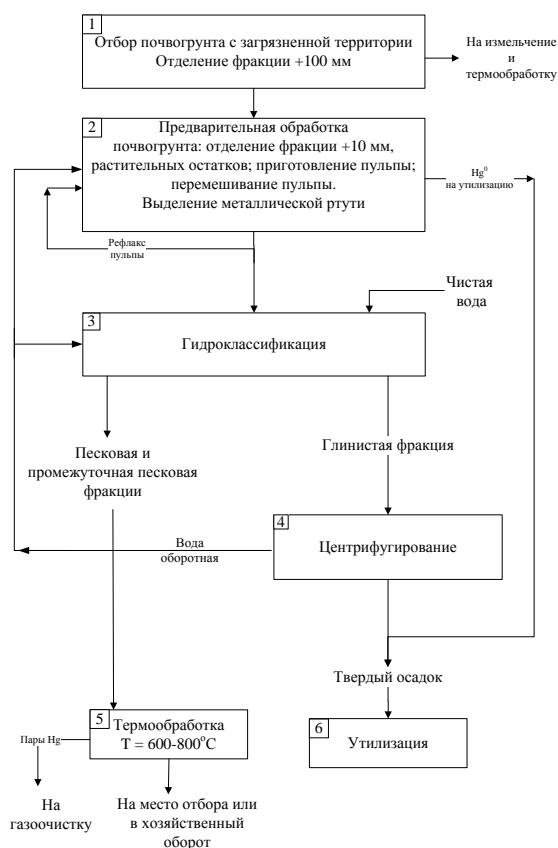 1
Отбор почвогрунта с загрязненной территории
Отделение фракции +100 мм
На измельчение
и
термообработку
2
Предварительная обработка
почвогрунта: отделение фракции +10 мм,
растительных остатков; приготовление пульпы;
перемешивание пульпы.
Выделение металлической ртути
Hg⁰
на утилизацию
Рефлакс
пульпы
Чистая
вода
3
Гидроклассификация
Песковая и
промежуточная песковая
фракции
Глинистая фракция
4
Центрифугирование
Вода
оборотная
Твердый осадок
5
Термообработка
T = 600-800°C
6
Утилизация
Пары Hg
На
газоочистку
На место отбора или
в хозяйственный
оборот